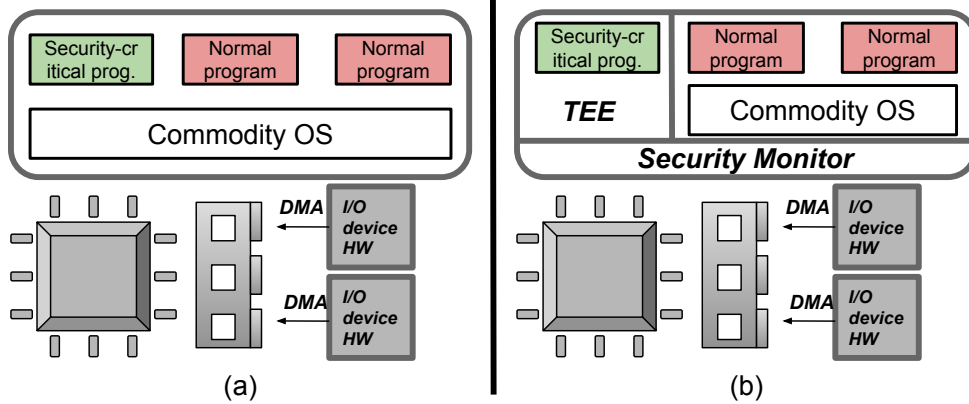 Security-cr
itical prog.
Normal
program
Normal
program
Commodity OS
DMA
I/O
device
HW
DMA
I/O
device
HW
(a)
Security-cr
itical prog.
Normal
program
Normal
program
TEE
Commodity OS
Security Monitor
DMA
I/O
device
HW
DMA
I/O
device
HW
(b)